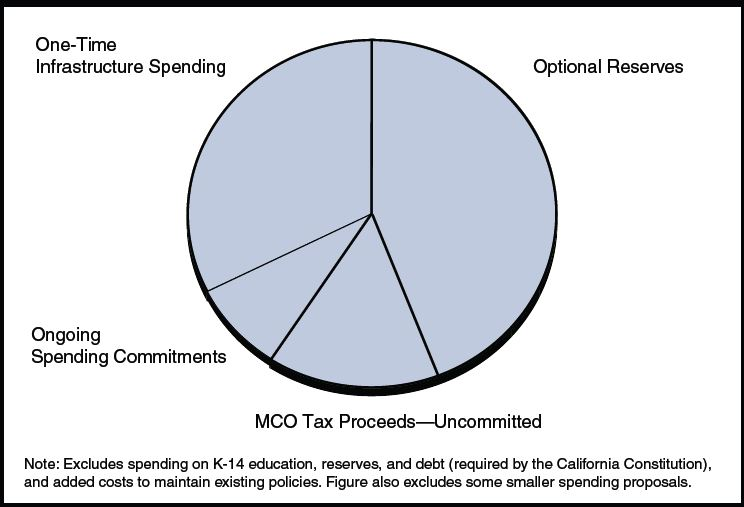 One-Time
Infrastructure Spending
Optional Reserves
Ongoing
Spending Commitments
MCO Tax Proceeds—Uncommitted
Note: Excludes spending on K-14 education, reserves, and debt (required by the California Constitution),
and added costs to maintain existing policies. Figure also excludes some smaller spending proposals.